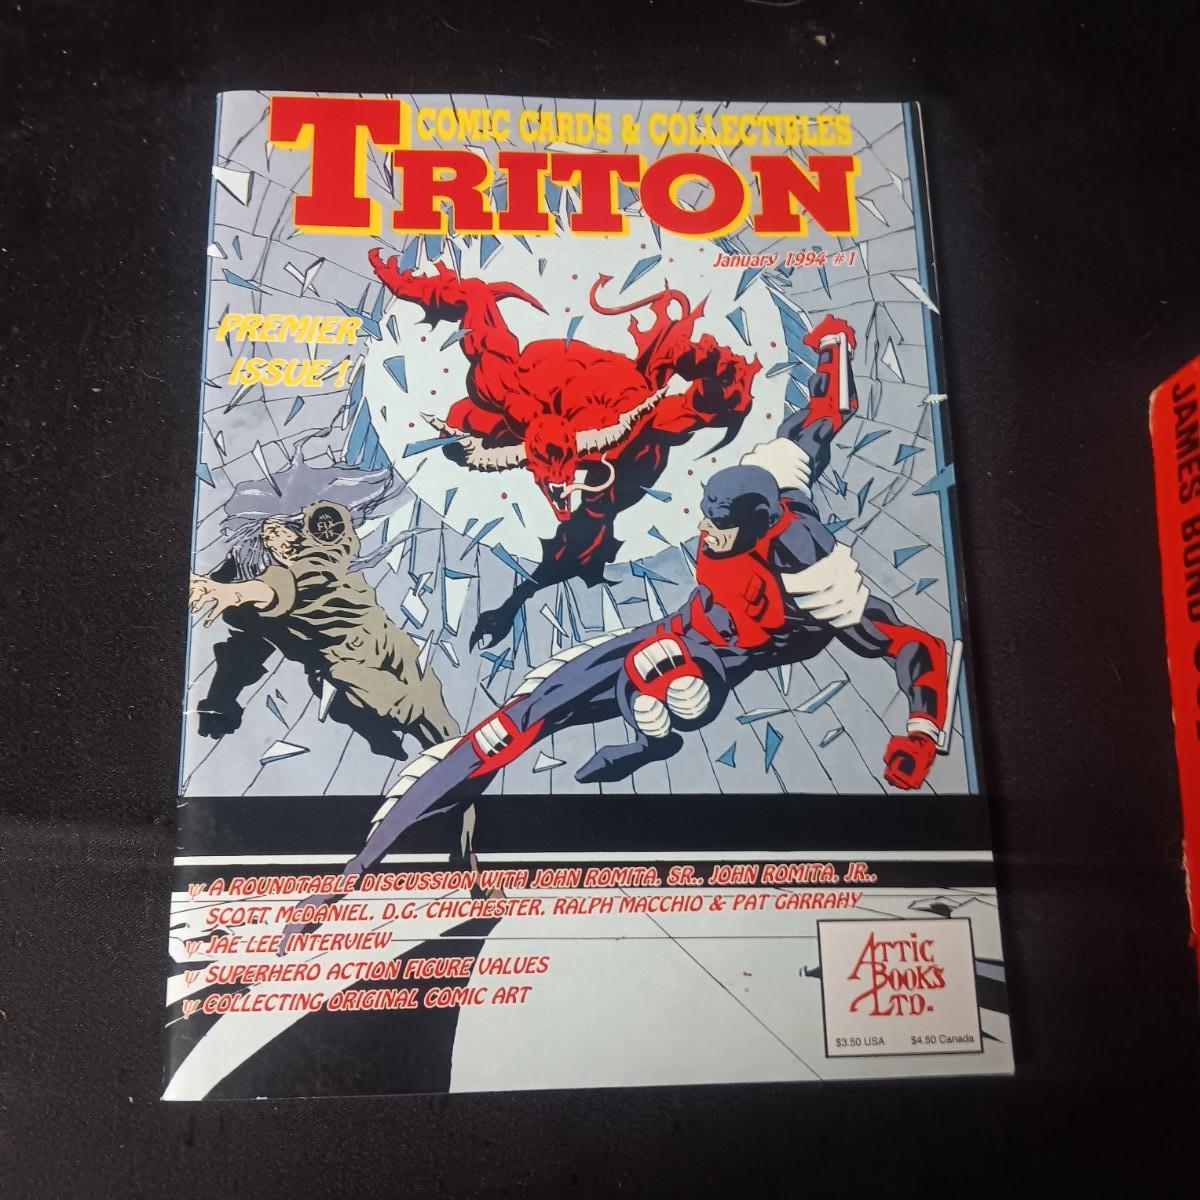 COMIC CARDS & COLLECTIBLES
TRITON
January 1994 #1
PREMIER
ISSUE !
MR.
FIX
Ψ A ROUNDTABLE DISCUSSION WITH JOHN ROMITA, SR., JOHN ROMITA, JR.,
SCOTT McDANIEL, D.G. CHICHESTER, RALPH MACCHIO & PAT GARRAHY
Ψ JAE LEE INTERVIEW
Ψ SUPERHERO ACTION FIGURE VALUES
Ψ COLLECTING ORIGINAL COMIC ART
ATTIC
BOOKS
LTD.
$3.50 USA $4.50 Canada
JAMES BOND